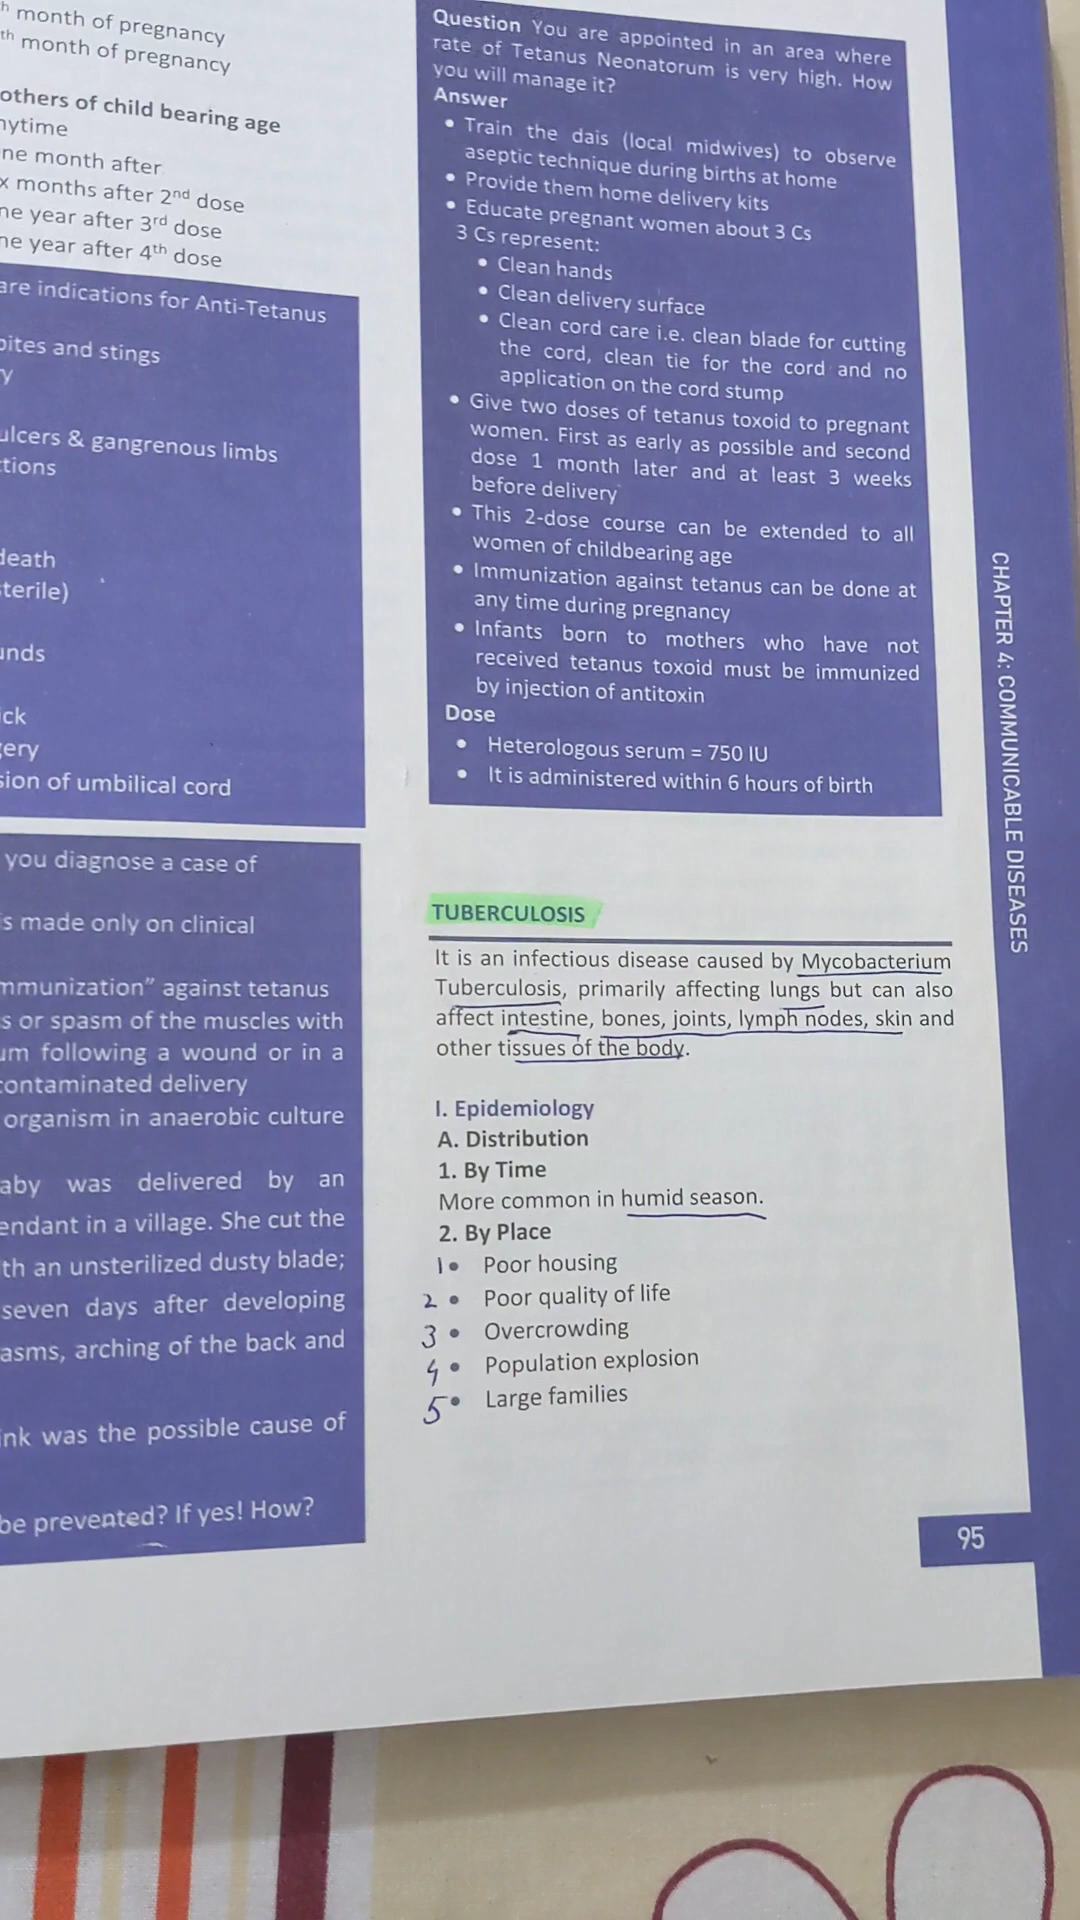 month of pregnancy
th month of pregnancy
others of child bearing age
nytime
ne month after
x months after 2nd dose
ne year after 3rd dose
ne year after 4th dose
are indications for Anti-Tetanus
bites and stings
y
ulcers & gangrenous limbs
ctions
death
sterile)
unds
ick
gery
sion of umbilical cord
you diagnose a case of
is made only on clinical
mmunization” against tetanus
s or spasm of the muscles with
um following a wound or in a
contaminated delivery
organism in anaerobic culture
aby was delivered by an
endant in a village. She cut the
th an unsterilized dusty blade;
seven days after developing
asms, arching of the back and
ink was the possible cause of
be prevented? If yes! How?
Question You are appointed in an area where
rate of Tetanus Neonatorum is very high. How
you will manage it?
Answer
• Train the dais (local midwives) to observe
aseptic technique during births at home
• Provide them home delivery kits
• Educate pregnant women about 3 Cs
3 Cs represent:
• Clean hands
• Clean delivery surface
• Clean cord care i.e. clean blade for cutting
the cord, clean tie for the cord and no
application on the cord stump
• Give two doses of tetanus toxoid to pregnant
women. First as early as possible and second
dose 1 month later and at least 3 weeks
before delivery
• This 2-dose course can be extended to all
women of childbearing age
• Immunization against tetanus can be done at
any time during pregnancy
• Infants born to mothers who have not
received tetanus toxoid must be immunized
by injection of antitoxin
Dose
• Heterologous serum = 750 IU
• It is administered within 6 hours of birth
TUBERCULOSIS
It is an infectious disease caused by Mycobacterium
Tuberculosis, primarily affecting lungs but can also
affect intestine, bones, joints, lymph nodes, skin and
other tissues of the body.
I. Epidemiology
A. Distribution
1. By Time
More common in humid season.
2. By Place
1 • Poor housing
2 • Poor quality of life
3 • Overcrowding
4 • Population explosion
5 • Large families
CHAPTER 4: COMMUNICABLE DISEASES
95